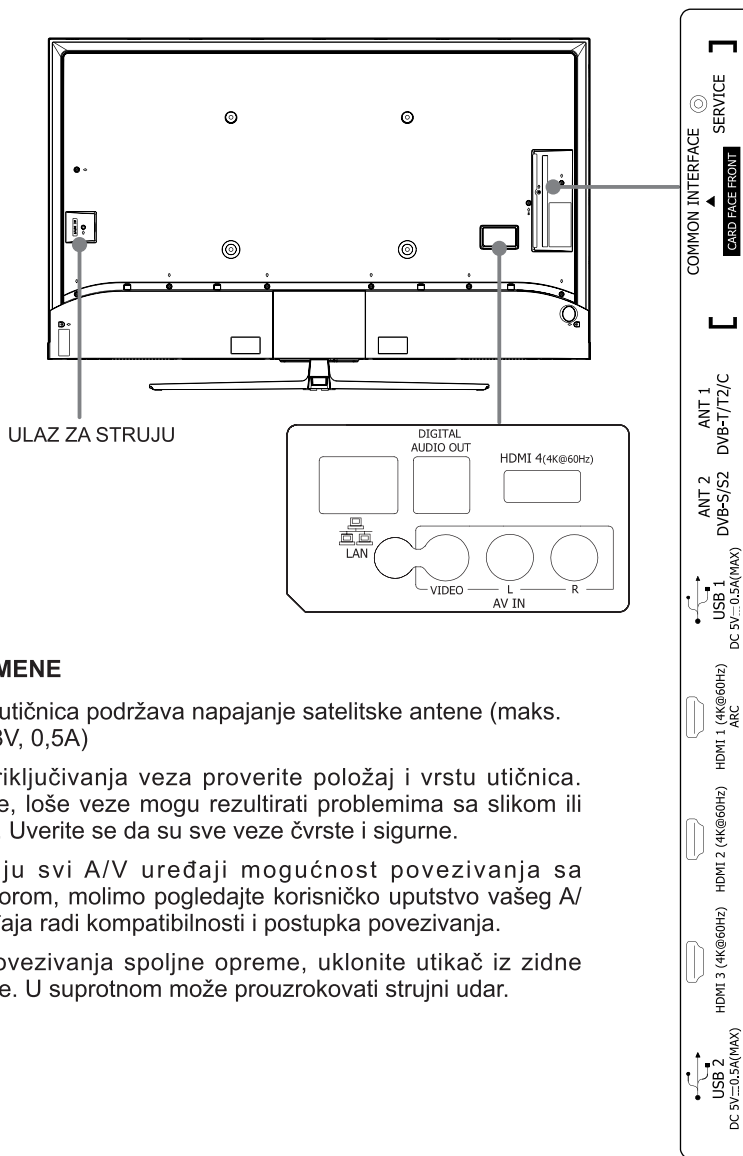 ULAZ ZA STRUJU
DIGITAL
AUDIO OUT
HDMI 4(4K@60Hz)
LAN
VIDEO
L
R
AV IN
COMMON INTERFACE
CARD FACE FRONT
SERVICE
ANT 1
DVB-T/T2/C
ANT 2
DVB-S/S2
USB 1
DC 5V⎓0.5A(MAX)
HDMI 1 (4K@60Hz)
ARC
HDMI 2 (4K@60Hz)
HDMI 3 (4K@60Hz)
USB 2
DC 5V⎓0.5A(MAX)
MENE
utičnica podržava napajanje satelitske antene (maks.
V, 0,5A)
riključivanja veza proverite položaj i vrstu utičnica.
e, loše veze mogu rezultirati problemima sa slikom ili
. Uverite se da su sve veze čvrste i sigurne.
ju svi A/V uređaji mogućnost povezivanja sa
orom, molimo pogledajte korisničko uputstvo vašeg A/
đaja radi kompatibilnosti i postupka povezivanja.
ovezivanja spoljne opreme, uklonite utikač iz zidne
e. U suprotnom može prouzrokovati strujni udar.